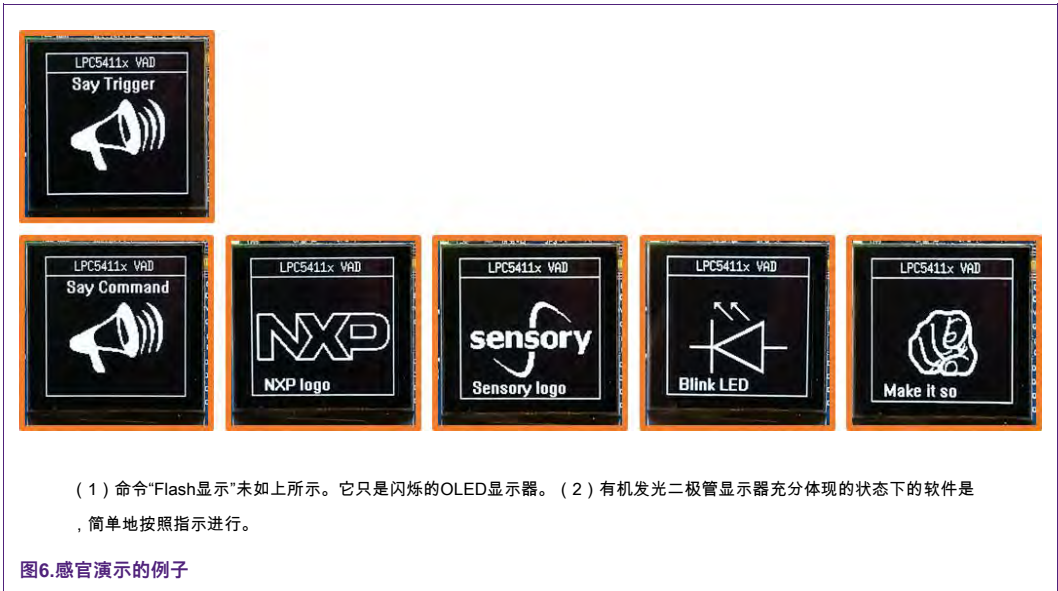 LPC5411x VAD
Say Trigger
LPC5411x VAD
Say Command
LPC5411x VAD
NXP
NXP logo
LPC5411x VAD
sensory
Sensory logo
LPC5411x VAD
Blink LED
LPC5411x VAD
Make it so
（1）命令“Flash显示”未如上所示。它只是闪烁的OLED显示器。（2）有机发光二极管显示器充分体现的状态下的软件是
，简单地按照指示进行。
图6.感官演示的例子